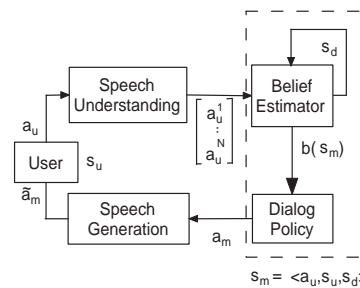 Speech
Understanding
s_d
Belief
Estimator
a_u^1
⋮
a_u^N
a_u
b(s_m)
User
s_u
ã_m
Speech
Generation
a_m
Dialog
Policy
s_m = <a_u,s_u,s_d>